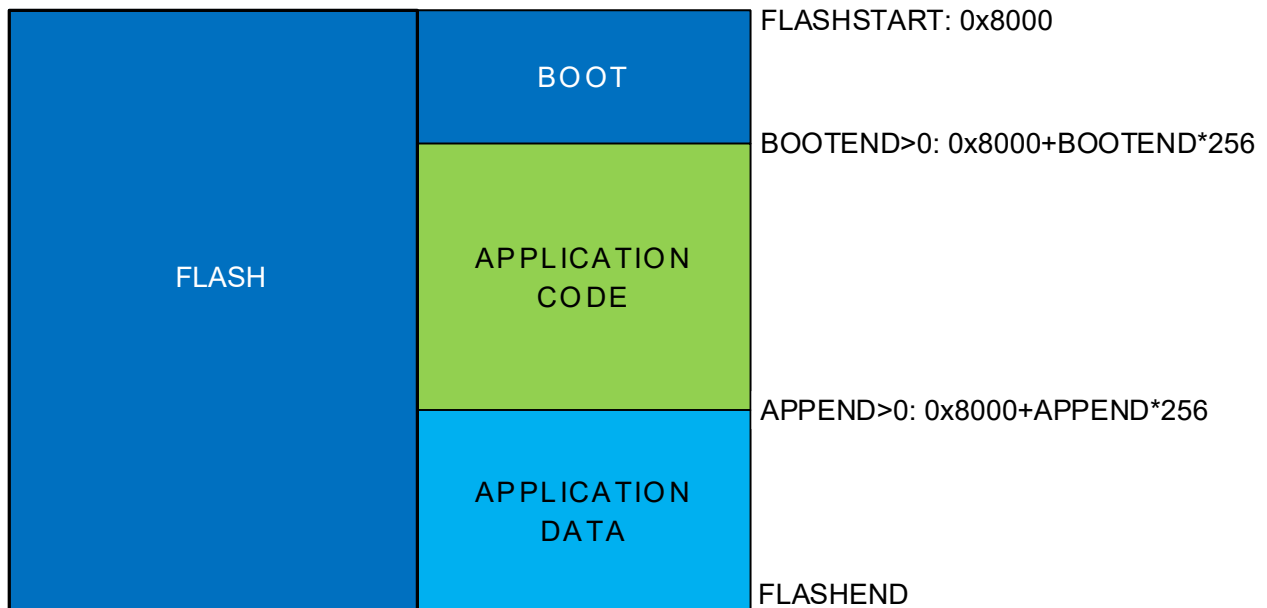 FLASHSTART: 0x8000
BOOT
BOOTEND>0: 0x8000+BOOTEND*256
FLASH
APPLICATION
CODE
APPEND>0: 0x8000+APPEND*256
APPLICATION
DATA
FLASHEND